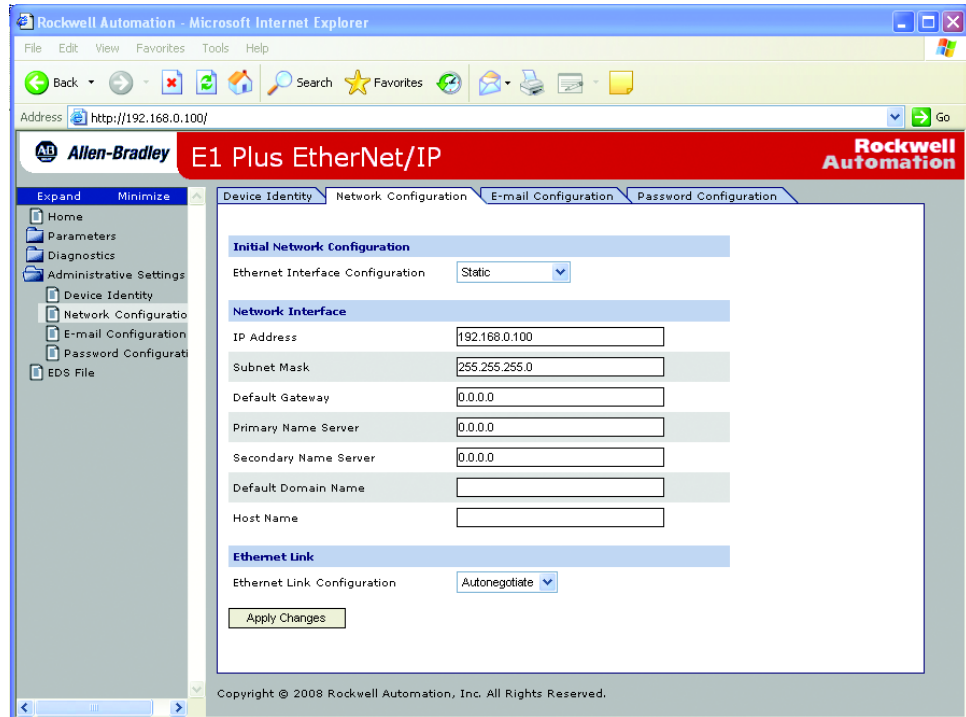 Rockwell Automation - Microsoft Internet Explorer
File Edit View Favorites Tools Help
Back Search Favorites
Address http://192.168.0.100/ Go
AB Allen-Bradley E1 Plus EtherNet/IP Rockwell Automation
Expand Minimize
Home
Parameters
Diagnostics
Administrative Settings
Device Identity
Network Configuratio
E-mail Configuration
Password Configurati
EDS File
Device Identity Network Configuration E-mail Configuration Password Configuration
Initial Network Configuration
Ethernet Interface Configuration Static
Network Interface
IP Address 192.168.0.100
Subnet Mask 255.255.255.0
Default Gateway 0.0.0.0
Primary Name Server 0.0.0.0
Secondary Name Server 0.0.0.0
Default Domain Name
Host Name
Ethernet Link
Ethernet Link Configuration Autonegotiate
Apply Changes
Copyright © 2008 Rockwell Automation, Inc. All Rights Reserved.